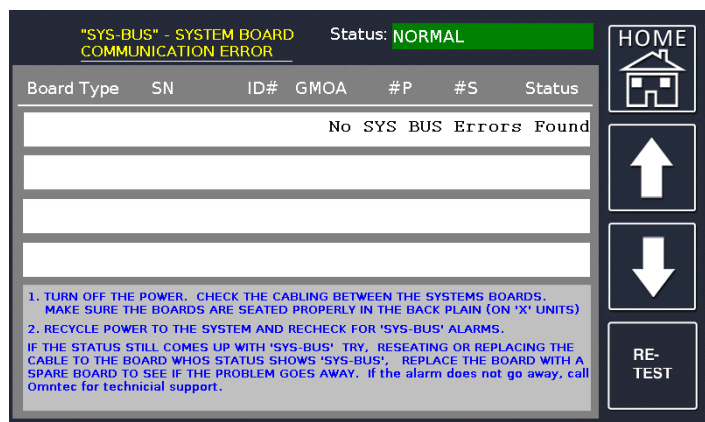 "SYS-BUS" - SYSTEM BOARD
COMMUNICATION ERROR
Status: NORMAL
HOME
Board Type SN ID# GMOA #P #S Status
No SYS BUS Errors Found
1. TURN OFF THE POWER. CHECK THE CABLING BETWEEN THE SYSTEMS BOARDS.
MAKE SURE THE BOARDS ARE SEATED PROPERLY IN THE BACK PLAIN (ON 'X' UNITS)
2. RECYCLE POWER TO THE SYSTEM AND RECHECK FOR 'SYS-BUS' ALARMS.
IF THE STATUS STILL COMES UP WITH 'SYS-BUS' TRY, RESEATING OR REPLACING THE
CABLE TO THE BOARD WHOS STATUS SHOWS 'SYS-BUS', REPLACE THE BOARD WITH A
SPARE BOARD TO SEE IF THE PROBLEM GOES AWAY. If the alarm does not go away, call
Omntec for technicial support.
RE-
TEST